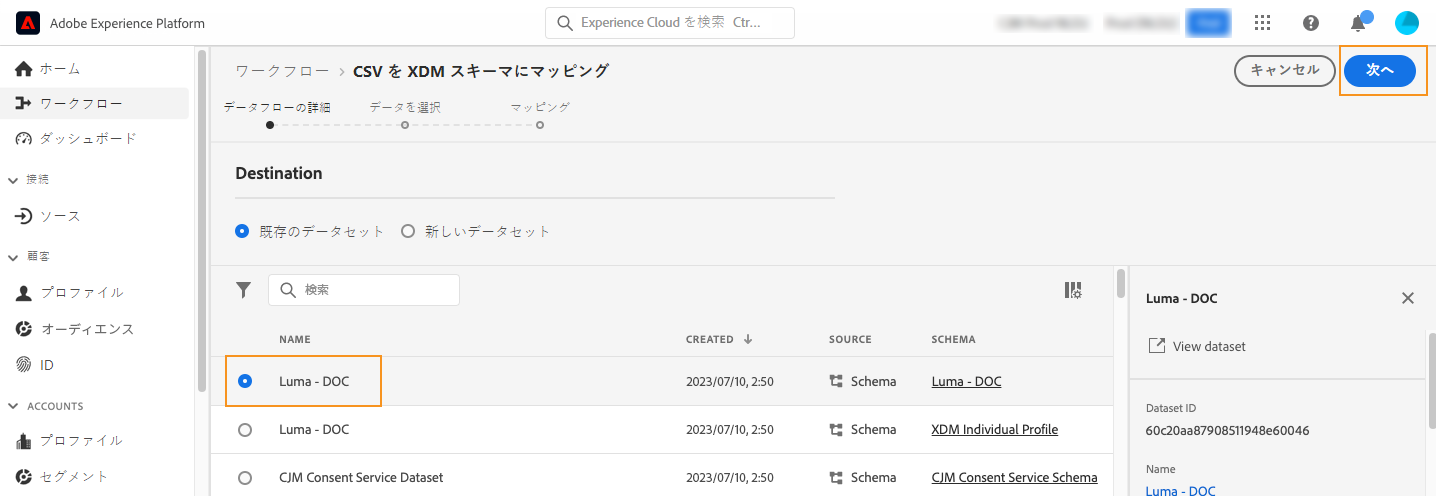 Adobe Experience Platform
Experience Cloud を検索 Ctr...
ホーム
ワークフロー
ダッシュボード
接続
ソース
顧客
プロファイル
オーディエンス
ID
ACCOUNTS
プロファイル
セグメント
ワークフロー › CSV を XDM スキーマにマッピング
キャンセル 次へ
データフローの詳細 データを選択 マッピング
Destination
既存のデータセット 新しいデータセット
検索
NAME CREATED ↓ SOURCE SCHEMA
Luma - DOC 2023/07/10, 2:50 Schema Luma - DOC
Luma - DOC 2023/07/10, 2:50 Schema XDM Individual Profile
CJM Consent Service Dataset 2023/07/10, 2:50 Schema CJM Consent Service Schema
Luma - DOC
View dataset
Dataset ID
60c20aa87908511948e60046
Name
Luma - DOC